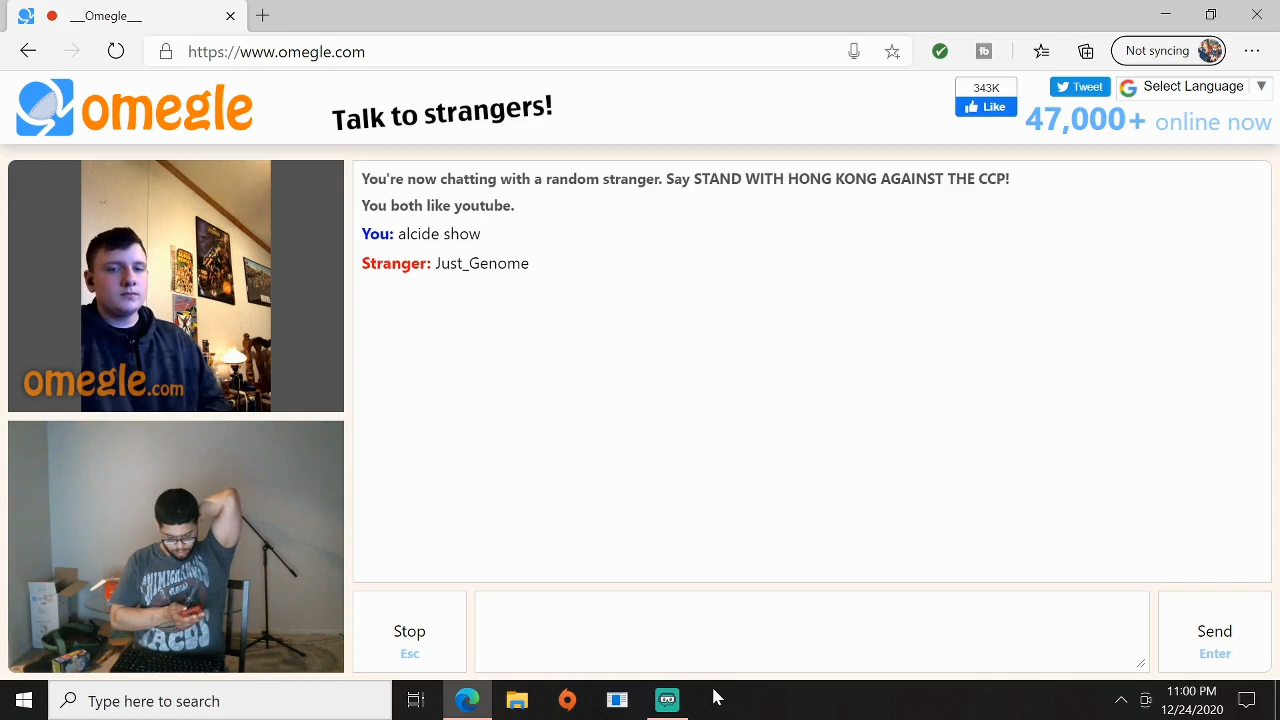 __Omegle__
https://www.omegle.com
Not syncing
omegle
Talk to strangers!
343K
Like
Tweet
Select Language
47,000+ online now
You're now chatting with a random stranger. Say STAND WITH HONG KONG AGAINST THE CCP!
You both like youtube.
You: alcide show
Stranger: Just_Genome
omegle.com
TACOS
Stop
Esc
Send
Enter
Type here to search
11:00 PM
12/24/2020